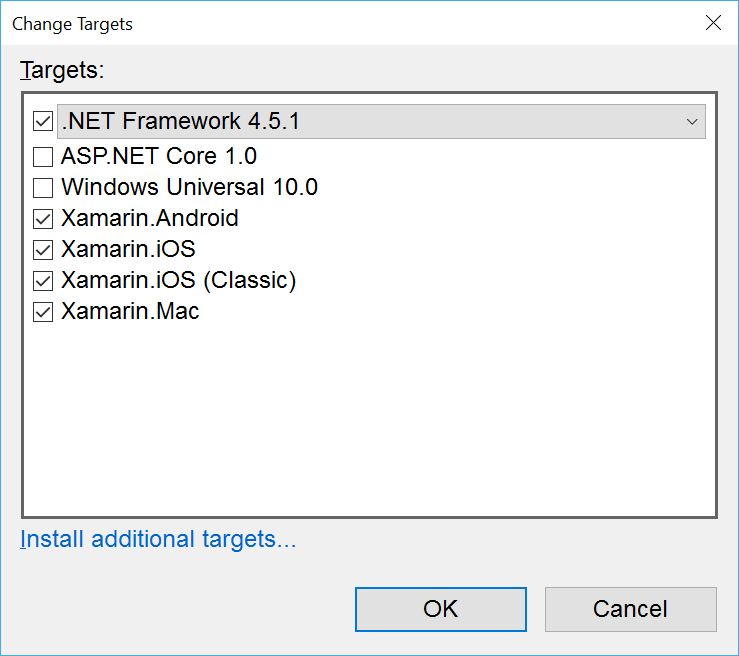 Change Targets
Targets:
.NET Framework 4.5.1
ASP.NET Core 1.0
Windows Universal 10.0
Xamarin.Android
Xamarin.iOS
Xamarin.iOS (Classic)
Xamarin.Mac
Install additional targets...
OK
Cancel